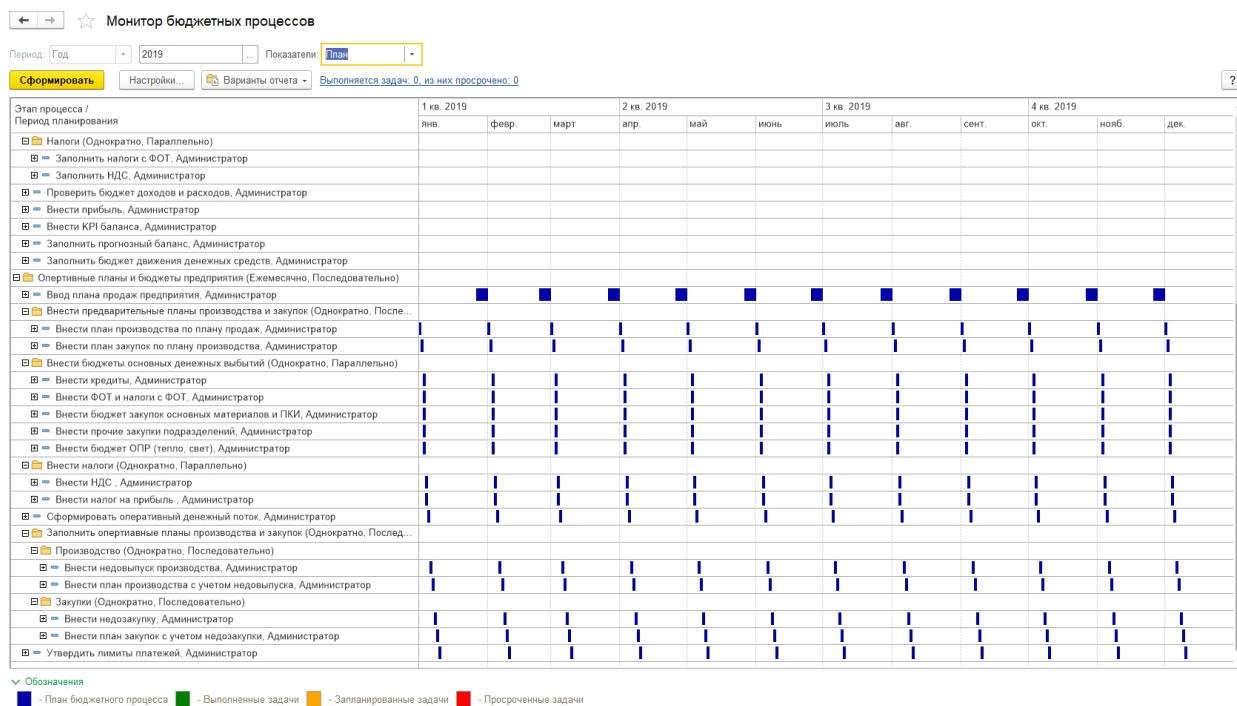 Монитор бюджетных процессов
Период: Год 2019 ... Показатели: План
Сформировать Настройки... Варианты отчета Выполняется задач: 0, из них просрочено: 0 ?
Этап процесса / 1 кв. 2019 2 кв. 2019 3 кв. 2019 4 кв. 2019
Период планирования янв. февр. март апр. май июнь июль авг. сент. окт. нояб. дек.
Налоги (Однократно, Параллельно)
Заполнить налоги с ФОТ, Администратор
Заполнить НДС, Администратор
Проверить бюджет доходов и расходов, Администратор
Внести прибыль, Администратор
Внести KPI баланса, Администратор
Заполнить прогнозный баланс, Администратор
Заполнить бюджет движения денежных средств, Администратор
Опертивные планы и бюджеты предприятия (Ежемесячно, Последовательно)
Ввод плана продаж предприятия, Администратор
Внести предварительные планы производства и закупок (Однократно, После...
Внести план производства по плану продаж, Администратор
Внести план закупок по плану производства, Администратор
Внести бюджеты основных денежных выбытий (Однократно, Параллельно)
Внести кредиты, Администратор
Внести ФОТ и налоги с ФОТ, Администратор
Внести бюджет закупок основных материалов и ПКИ, Администратор
Внести прочие закупки подразделений, Администратор
Внести бюджет ОПР (тепло, свет), Администратор
Внести налоги (Однократно, Параллельно)
Внести НДС , Администратор
Внести налог на прибыль , Администратор
Сформировать оперативный денежный поток, Администратор
Заполнить опертиавные планы производства и закупок (Однократно, Послед...
Производство (Однократно, Последовательно)
Внести недовыпуск производства, Администратор
Внести план производства с учетом недовыпуска, Администратор
Закупки (Однократно, Последовательно)
Внести недозакупку, Администратор
Внести план закупок с учетом недозакупки, Администратор
Утвердить лимиты платежей, Администратор
Обозначения
- План бюджетного процесса - Выполненные задачи - Запланированные задачи - Просроченные задачи